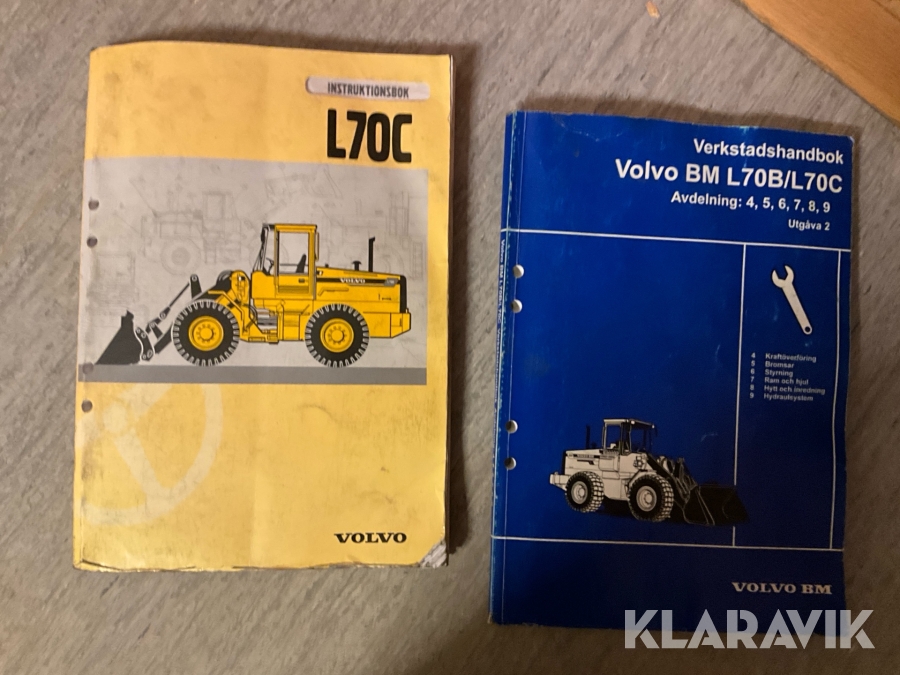 INSTRUKTIONSBOK
L70C
VOLVO
VOLVO
Verkstadshandbok
Volvo BM L70B/L70C
Avdelning: 4, 5, 6, 7, 8, 9
Utgåva 2
4 Kraftöverföring
5 Bromsar
6 Styrning
7 Ram och hjul
8 Hytt och inredning
9 Hydraulsystem
VOLVO BM
KLARAVIK